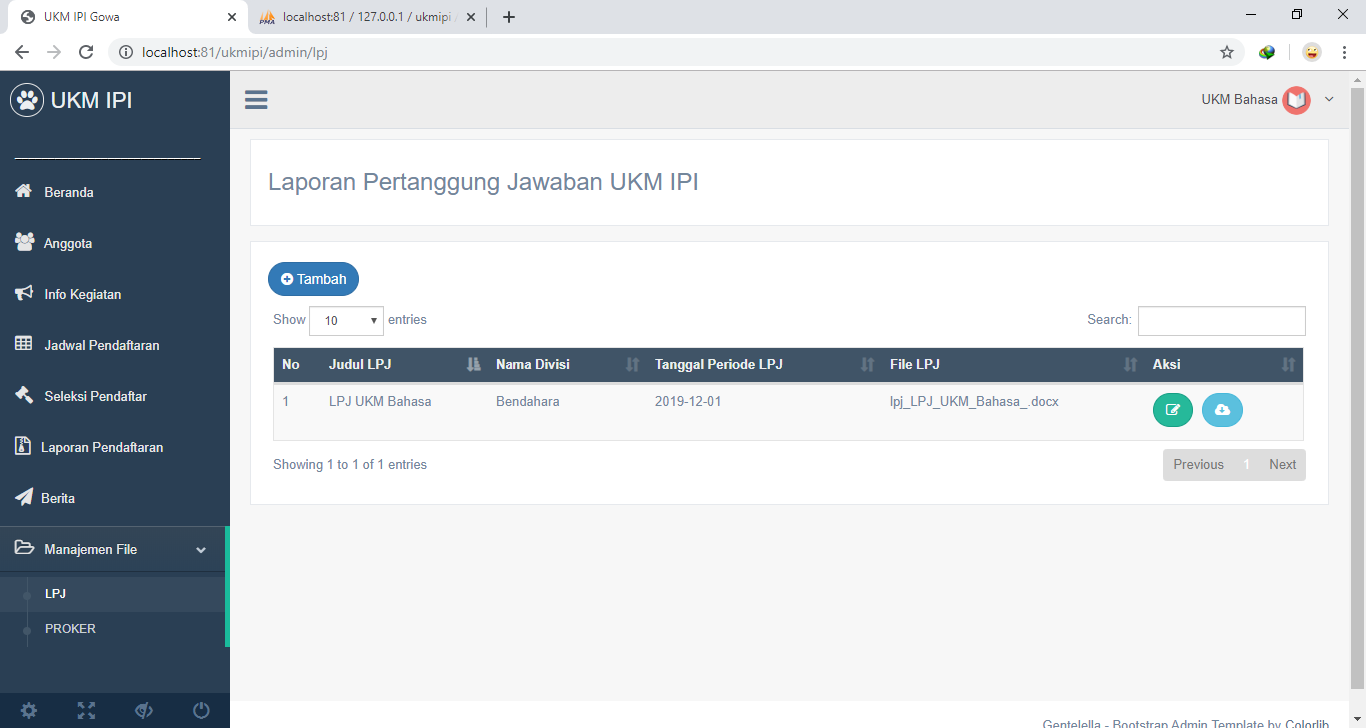 UKM IPI Gowa
localhost:81 / 127.0.0.1 / ukmipi
localhost:81/ukmipi/admin/lpj
UKM IPI
UKM Bahasa
Beranda
Anggota
Info Kegiatan
Jadwal Pendaftaran
Seleksi Pendaftar
Laporan Pendaftaran
Berita
Manajemen File
LPJ
PROKER
Laporan Pertanggung Jawaban UKM IPI
Tambah
Show 10 entries
Search:
No Judul LPJ Nama Divisi Tanggal Periode LPJ File LPJ Aksi
1 LPJ UKM Bahasa Bendahara 2019-12-01 lpj_LPJ_UKM_Bahasa_.docx
Showing 1 to 1 of 1 entries
Previous 1 Next
Gentelella - Bootstrap Admin Template by Colorlib